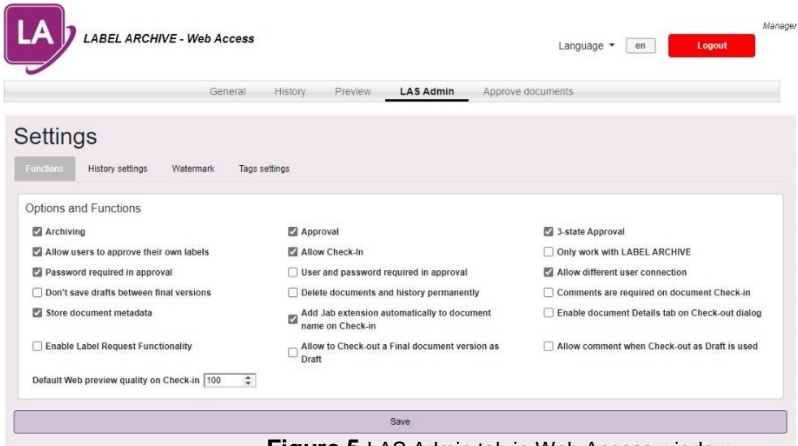 Manager
LA
LABEL ARCHIVE - Web Access
Language en Logout
General History Preview LAS Admin Approve documents
Settings
Functions History settings Watermark Tags settings
Options and Functions
Archiving Approval 3-state Approval
Allow users to approve their own labels Allow Check-In Only work with LABEL ARCHIVE
Password required in approval User and password required in approval Allow different user connection
Don't save drafts between final versions Delete documents and history permanently Comments are required on document Check-in
Store document metadata Add .lab extension automatically to document Enable document Details tab on Check-out dialog
name on Check-in
Enable Label Request Functionality Allow to Check-out a Final document version as Allow comment when Check-out as Draft is used
Draft
Default Web preview quality on Check-in 100
Save
Figure 5 LAS Admin tab in Web Access